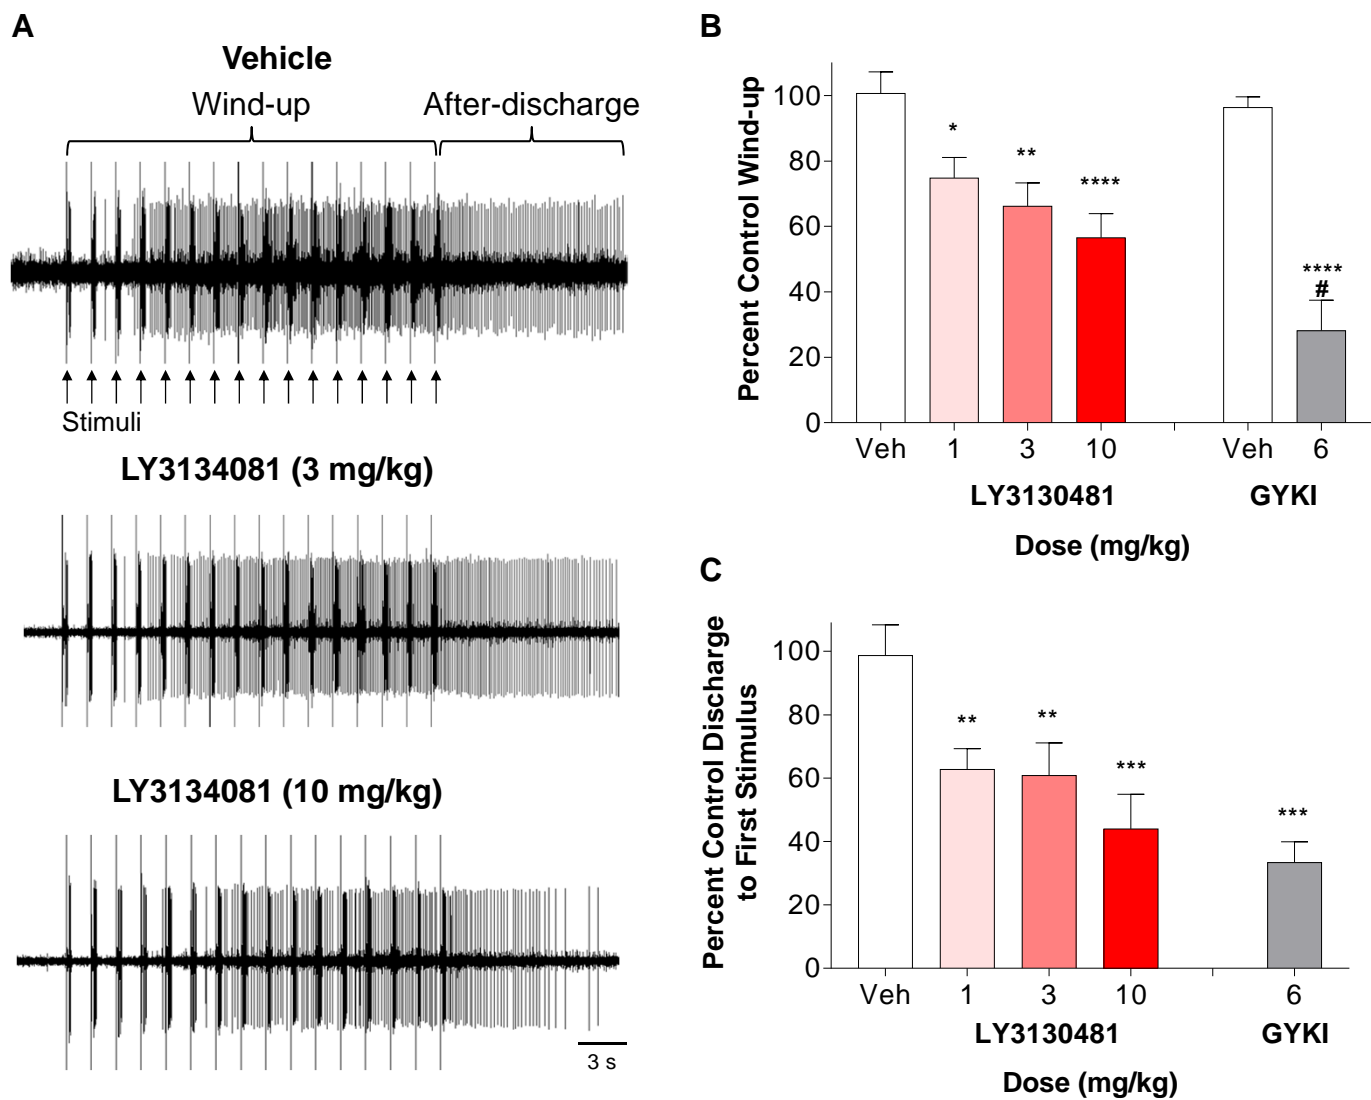 A
Vehicle
Wind-up
After-discharge
Stimuli
LY3134081 (3 mg/kg)
LY3134081 (10 mg/kg)
3 s
B
Percent Control Wind-up
100
80
60
40
20
0
*
**
****
****
#
Veh 1 3 10 Veh 6
LY3130481 GYKI
Dose (mg/kg)
C
Percent Control Discharge
to First Stimulus
100
80
60
40
20
0
**
**
***
***
Veh 1 3 10 6
LY3130481 GYKI
Dose (mg/kg)